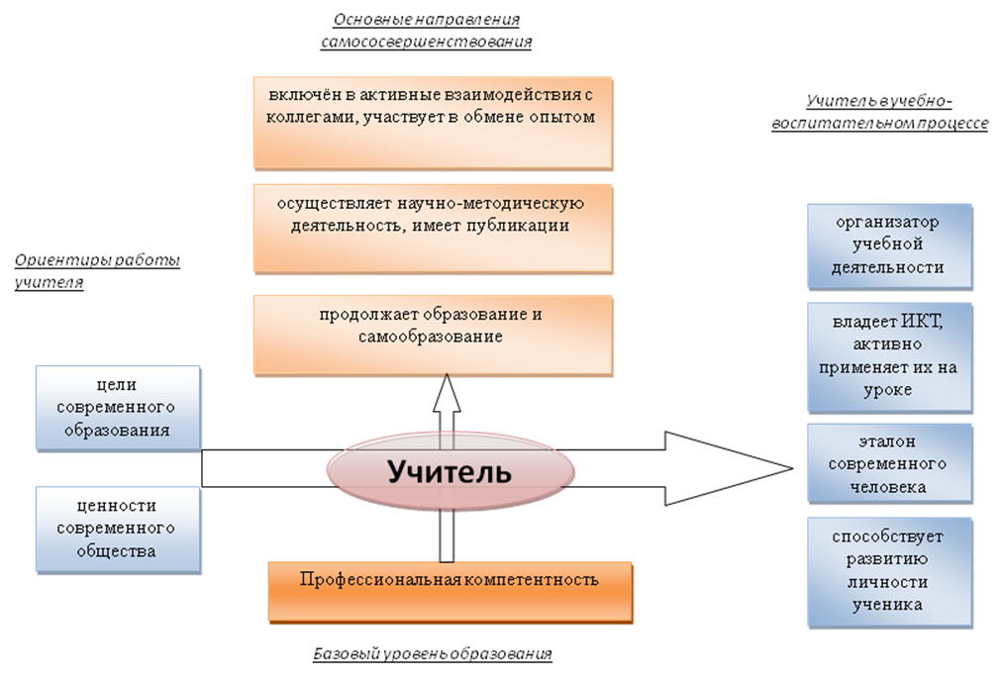 Основные направления
самососвершенствования
включён в активные взаимодействия с
коллегами, участвует в обмене опытом
осуществляет научно-методическую
деятельность, имеет публикации
продолжает образование и
самообразование
Ориентиры работы
учителя
цели
современного
образования
ценности
современного
общества
Учитель
Профессиональная компетентность
Базовый уровень образования
Учитель в учебно-
воспитательном процессе
организатор
учебной
деятельности
владеет ИКТ,
активно
применяет их на
уроке
эталон
современного
человека
способствует
развитию
личности
ученика